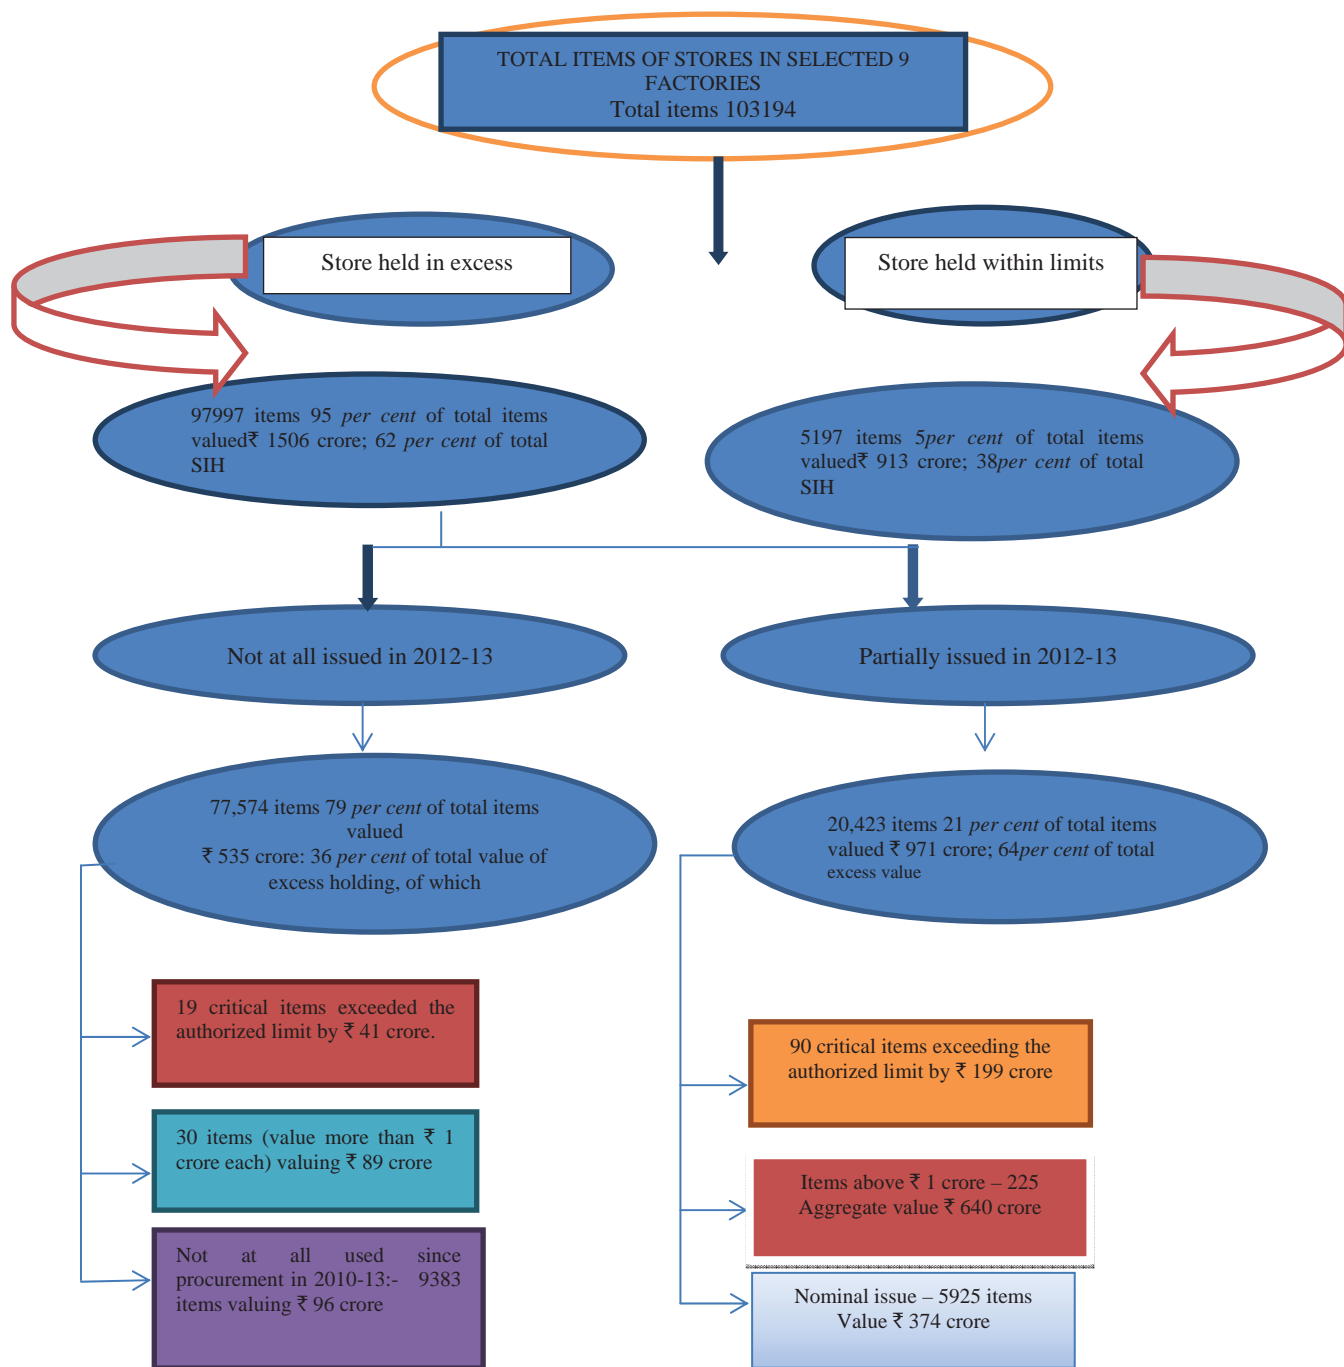 TOTAL ITEMS OF STORES IN SELECTED 9
FACTORIES
Total items 103194
Store held in excess
Store held within limits
97997 items 95 per cent of total items
valued₹ 1506 crore; 62 per cent of total
SIH
5197 items 5per cent of total items
valued₹ 913 crore; 38per cent of total
SIH
Not at all issued in 2012-13
Partially issued in 2012-13
77,574 items 79 per cent of total items
valued
₹ 535 crore: 36 per cent of total value of
excess holding, of which
20,423 items 21 per cent of total items
valued ₹ 971 crore; 64per cent of total
excess value
19 critical items exceeded the
authorized limit by ₹ 41 crore.
30 items (value more than ₹ 1
crore each) valuing ₹ 89 crore
Not at all used since
procurement in 2010-13:- 9383
items valuing ₹ 96 crore
90 critical items exceeding the
authorized limit by ₹ 199 crore
Items above ₹ 1 crore – 225
Aggregate value ₹ 640 crore
Nominal issue – 5925 items
Value ₹ 374 crore